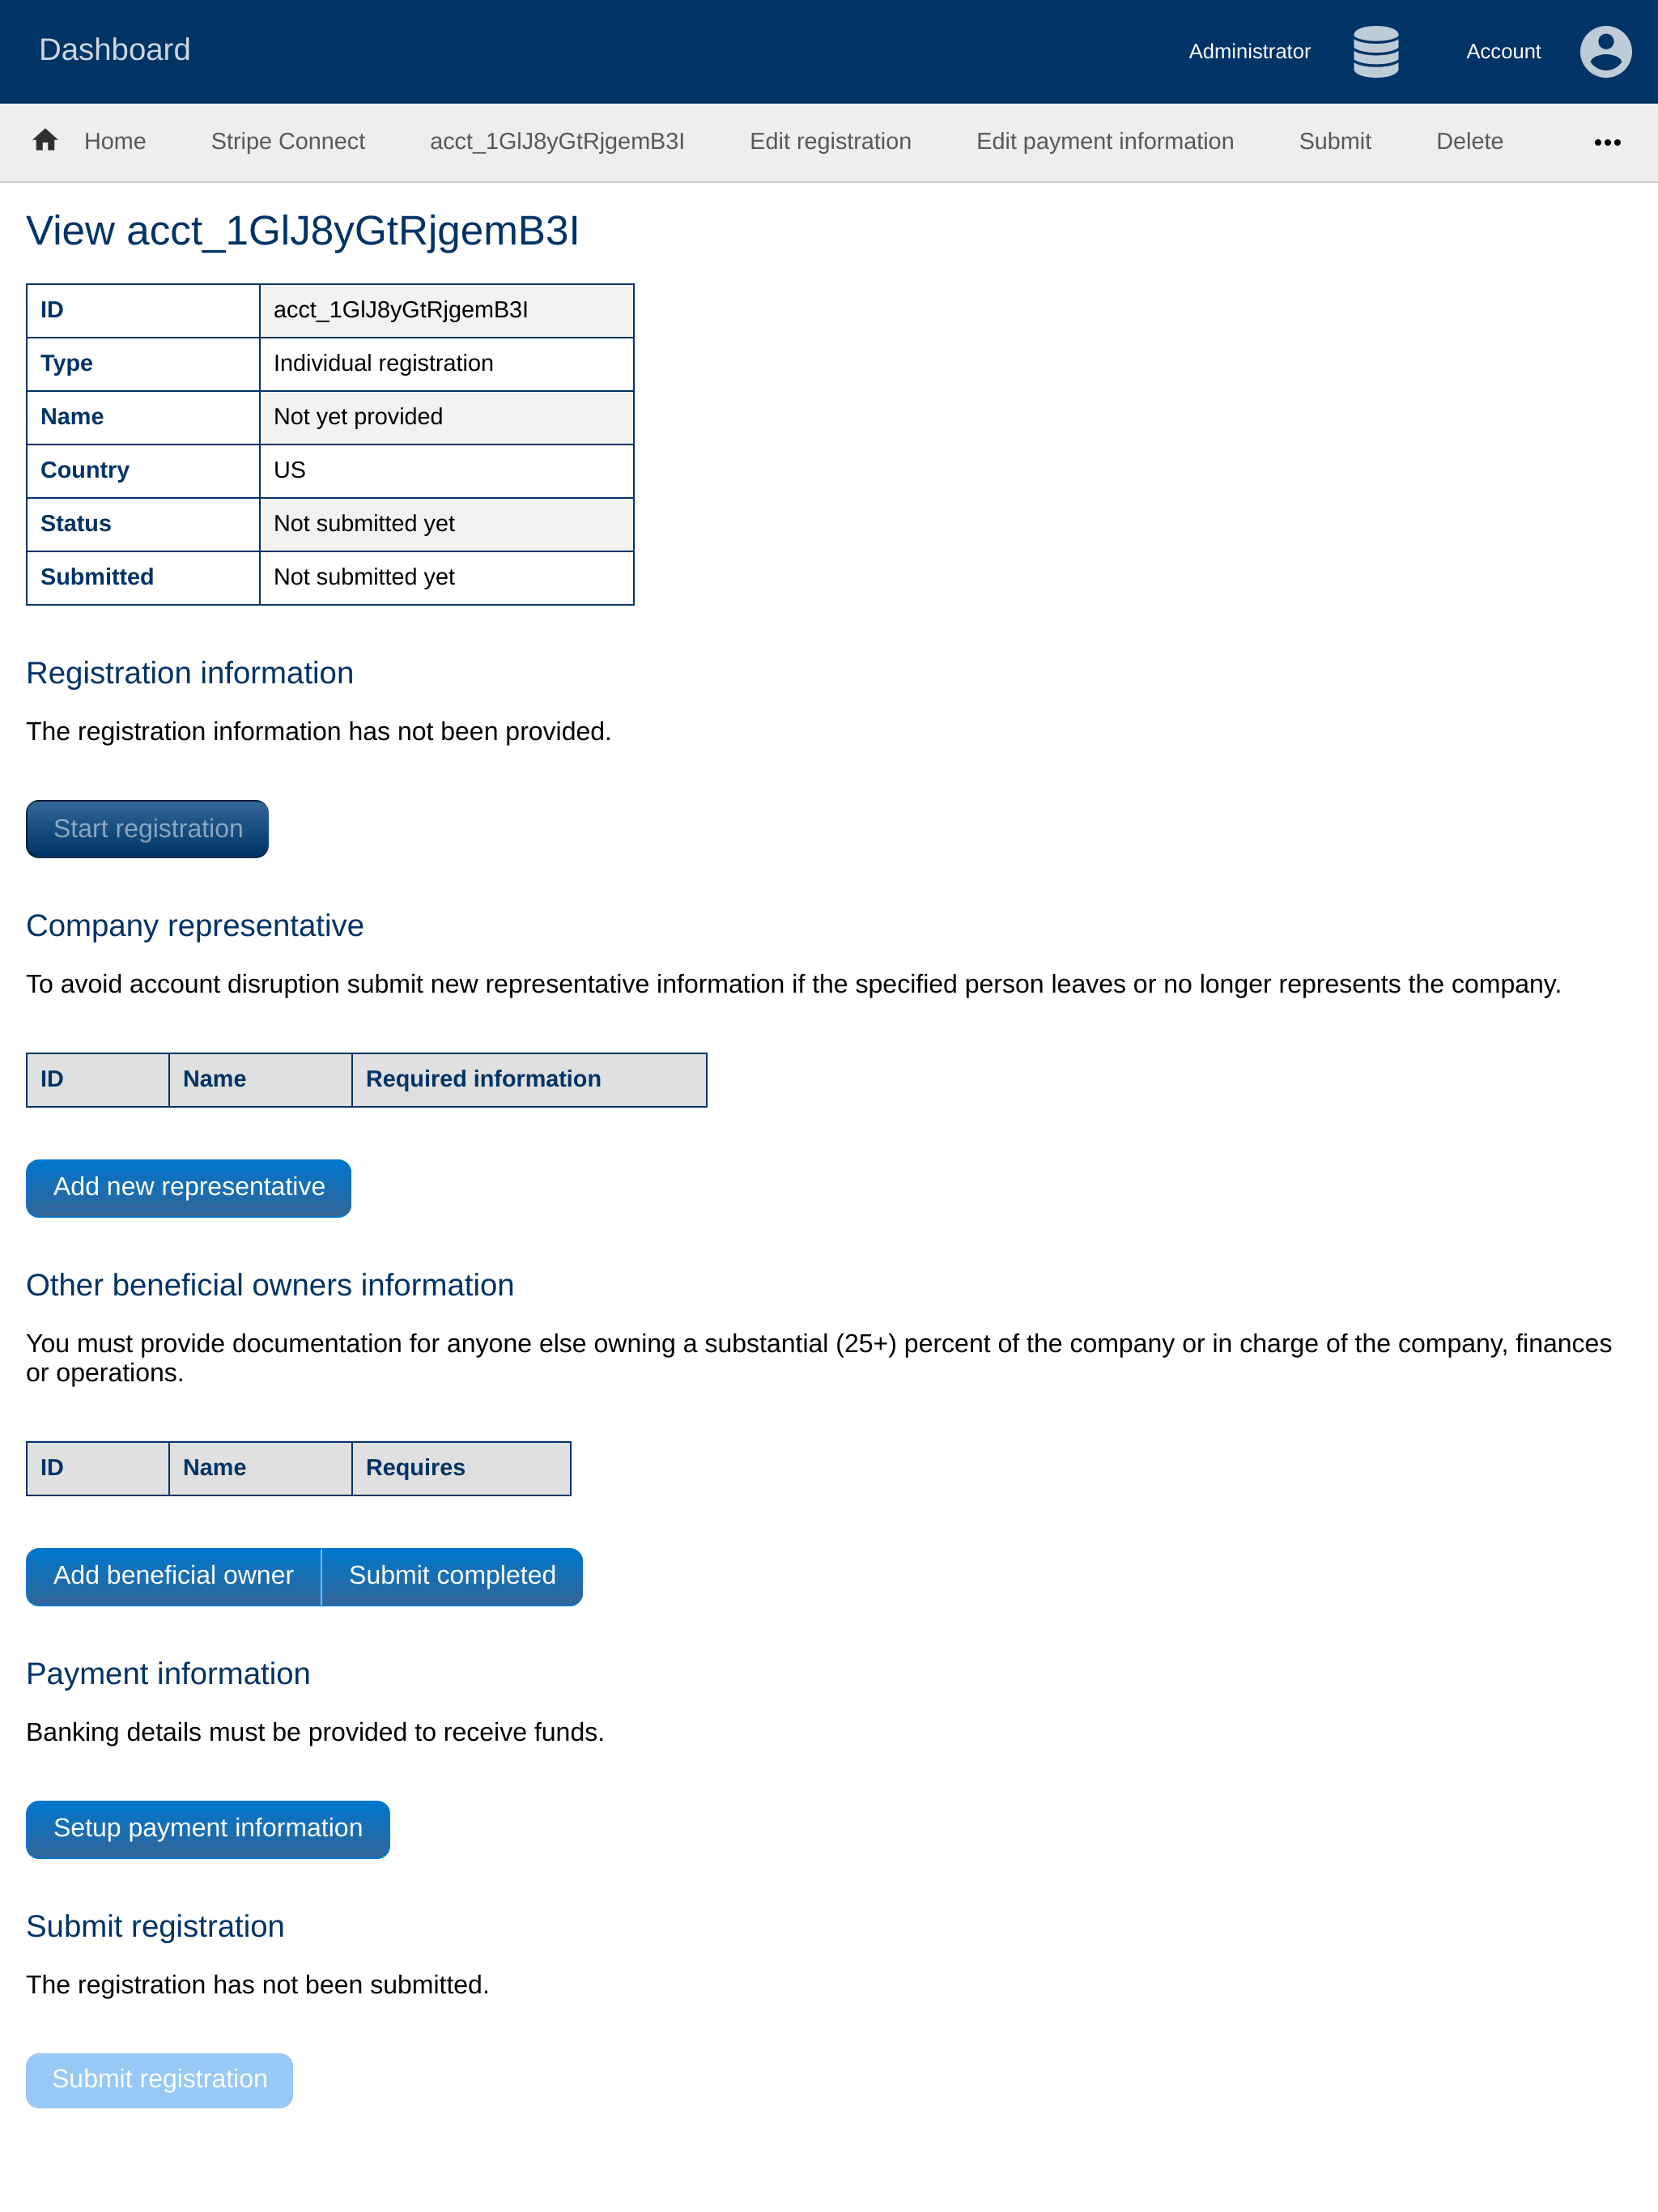 Dashboard Administrator Account
Home Stripe Connect acct_1GlJ8yGtRjgemB3I Edit registration Edit payment information Submit Delete •••
View acct_1GlJ8yGtRjgemB3I
ID acct_1GlJ8yGtRjgemB3I
Type Individual registration
Name Not yet provided
Country US
Status Not submitted yet
Submitted Not submitted yet
Registration information
The registration information has not been provided.
Start registration
Company representative
To avoid account disruption submit new representative information if the specified person leaves or no longer represents the company.
ID Name Required information
Add new representative
Other beneficial owners information
You must provide documentation for anyone else owning a substantial (25+) percent of the company or in charge of the company, finances
or operations.
ID Name Requires
Add beneficial owner Submit completed
Payment information
Banking details must be provided to receive funds.
Setup payment information
Submit registration
The registration has not been submitted.
Submit registration